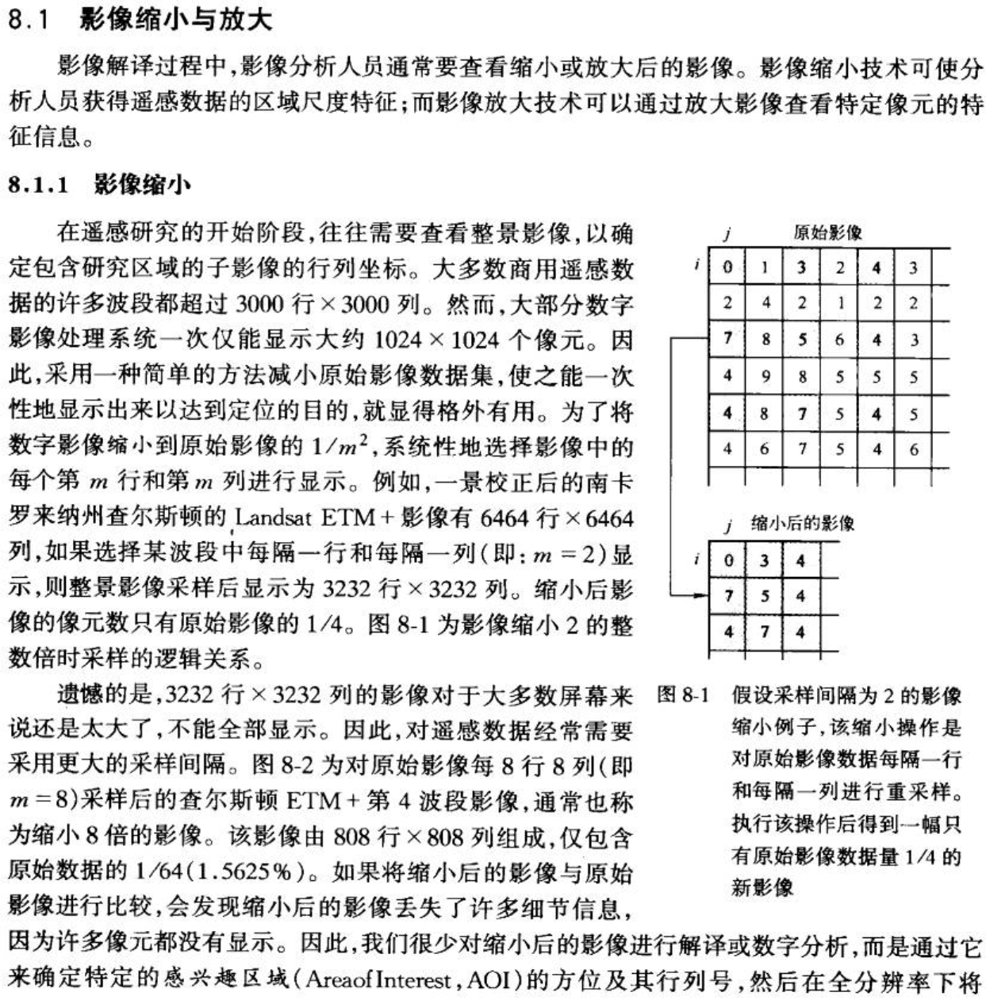 8.1 影像缩小与放大
影像解译过程中,影像分析人员通常要查看缩小或放大后的影像。影像缩小技术可使分
析人员获得遥感数据的区域尺度特征;而影像放大技术可以通过放大影像查看特定像元的特
征信息。
8.1.1 影像缩小
在遥感研究的开始阶段,往往需要查看整景影像,以确
定包含研究区域的子影像的行列坐标。大多数商用遥感数
据的许多波段都超过 3000 行×3000 列。然而,大部分数字
影像处理系统一次仅能显示大约 1024×1024 个像元。因
此,采用一种简单的方法减小原始影像数据集,使之能一次
性地显示出来以达到定位的目的,就显得格外有用。为了将
数字影像缩小到原始影像的 1/m²,系统性地选择影像中的
每个第 m 行和第 m 列进行显示。例如,一景校正后的南卡
罗来纳州查尔斯顿的 Landsat ETM+影像有 6464 行×6464
列,如果选择某波段中每隔一行和每隔一列(即:m=2)显
示,则整景影像采样后显示为 3232 行×3232 列。缩小后影
像的像元数只有原始影像的 1/4。图 8-1 为影像缩小 2 的整
数倍时采样的逻辑关系。
遗憾的是,3232 行×3232 列的影像对于大多数屏幕来
说还是太大了,不能全部显示。因此,对遥感数据经常需要
采用更大的采样间隔。图 8-2 为对原始影像每 8 行 8 列(即
m=8)采样后的查尔斯顿 ETM+第 4 波段影像,通常也称
为缩小 8 倍的影像。该影像由 808 行×808 列组成,仅包含
原始数据的 1/64(1.5625%)。如果将缩小后的影像与原始
影像进行比较,会发现缩小后的影像丢失了许多细节信息,
因为许多像元都没有显示。因此,我们很少对缩小后的影像进行解译或数字分析,而是通过它
来确定特定的感兴趣区域(AreaofInterest,AOI)的方位及其行列号,然后在全分辨率下将
j 原始影像
i 0 1 3 2 4 3
2 4 2 1 2 2
7 8 5 6 4 3
4 9 8 5 5 5
4 8 7 5 4 5
4 6 7 5 4 6
j 缩小后的影像
i 0 3 4
7 5 4
4 7 4
图 8-1 假设采样间隔为 2 的影像
缩小例子,该缩小操作是
对原始影像数据每隔一行
和每隔一列进行重采样。
执行该操作后得到一幅只
有原始影像数据量 1/4 的
新影像